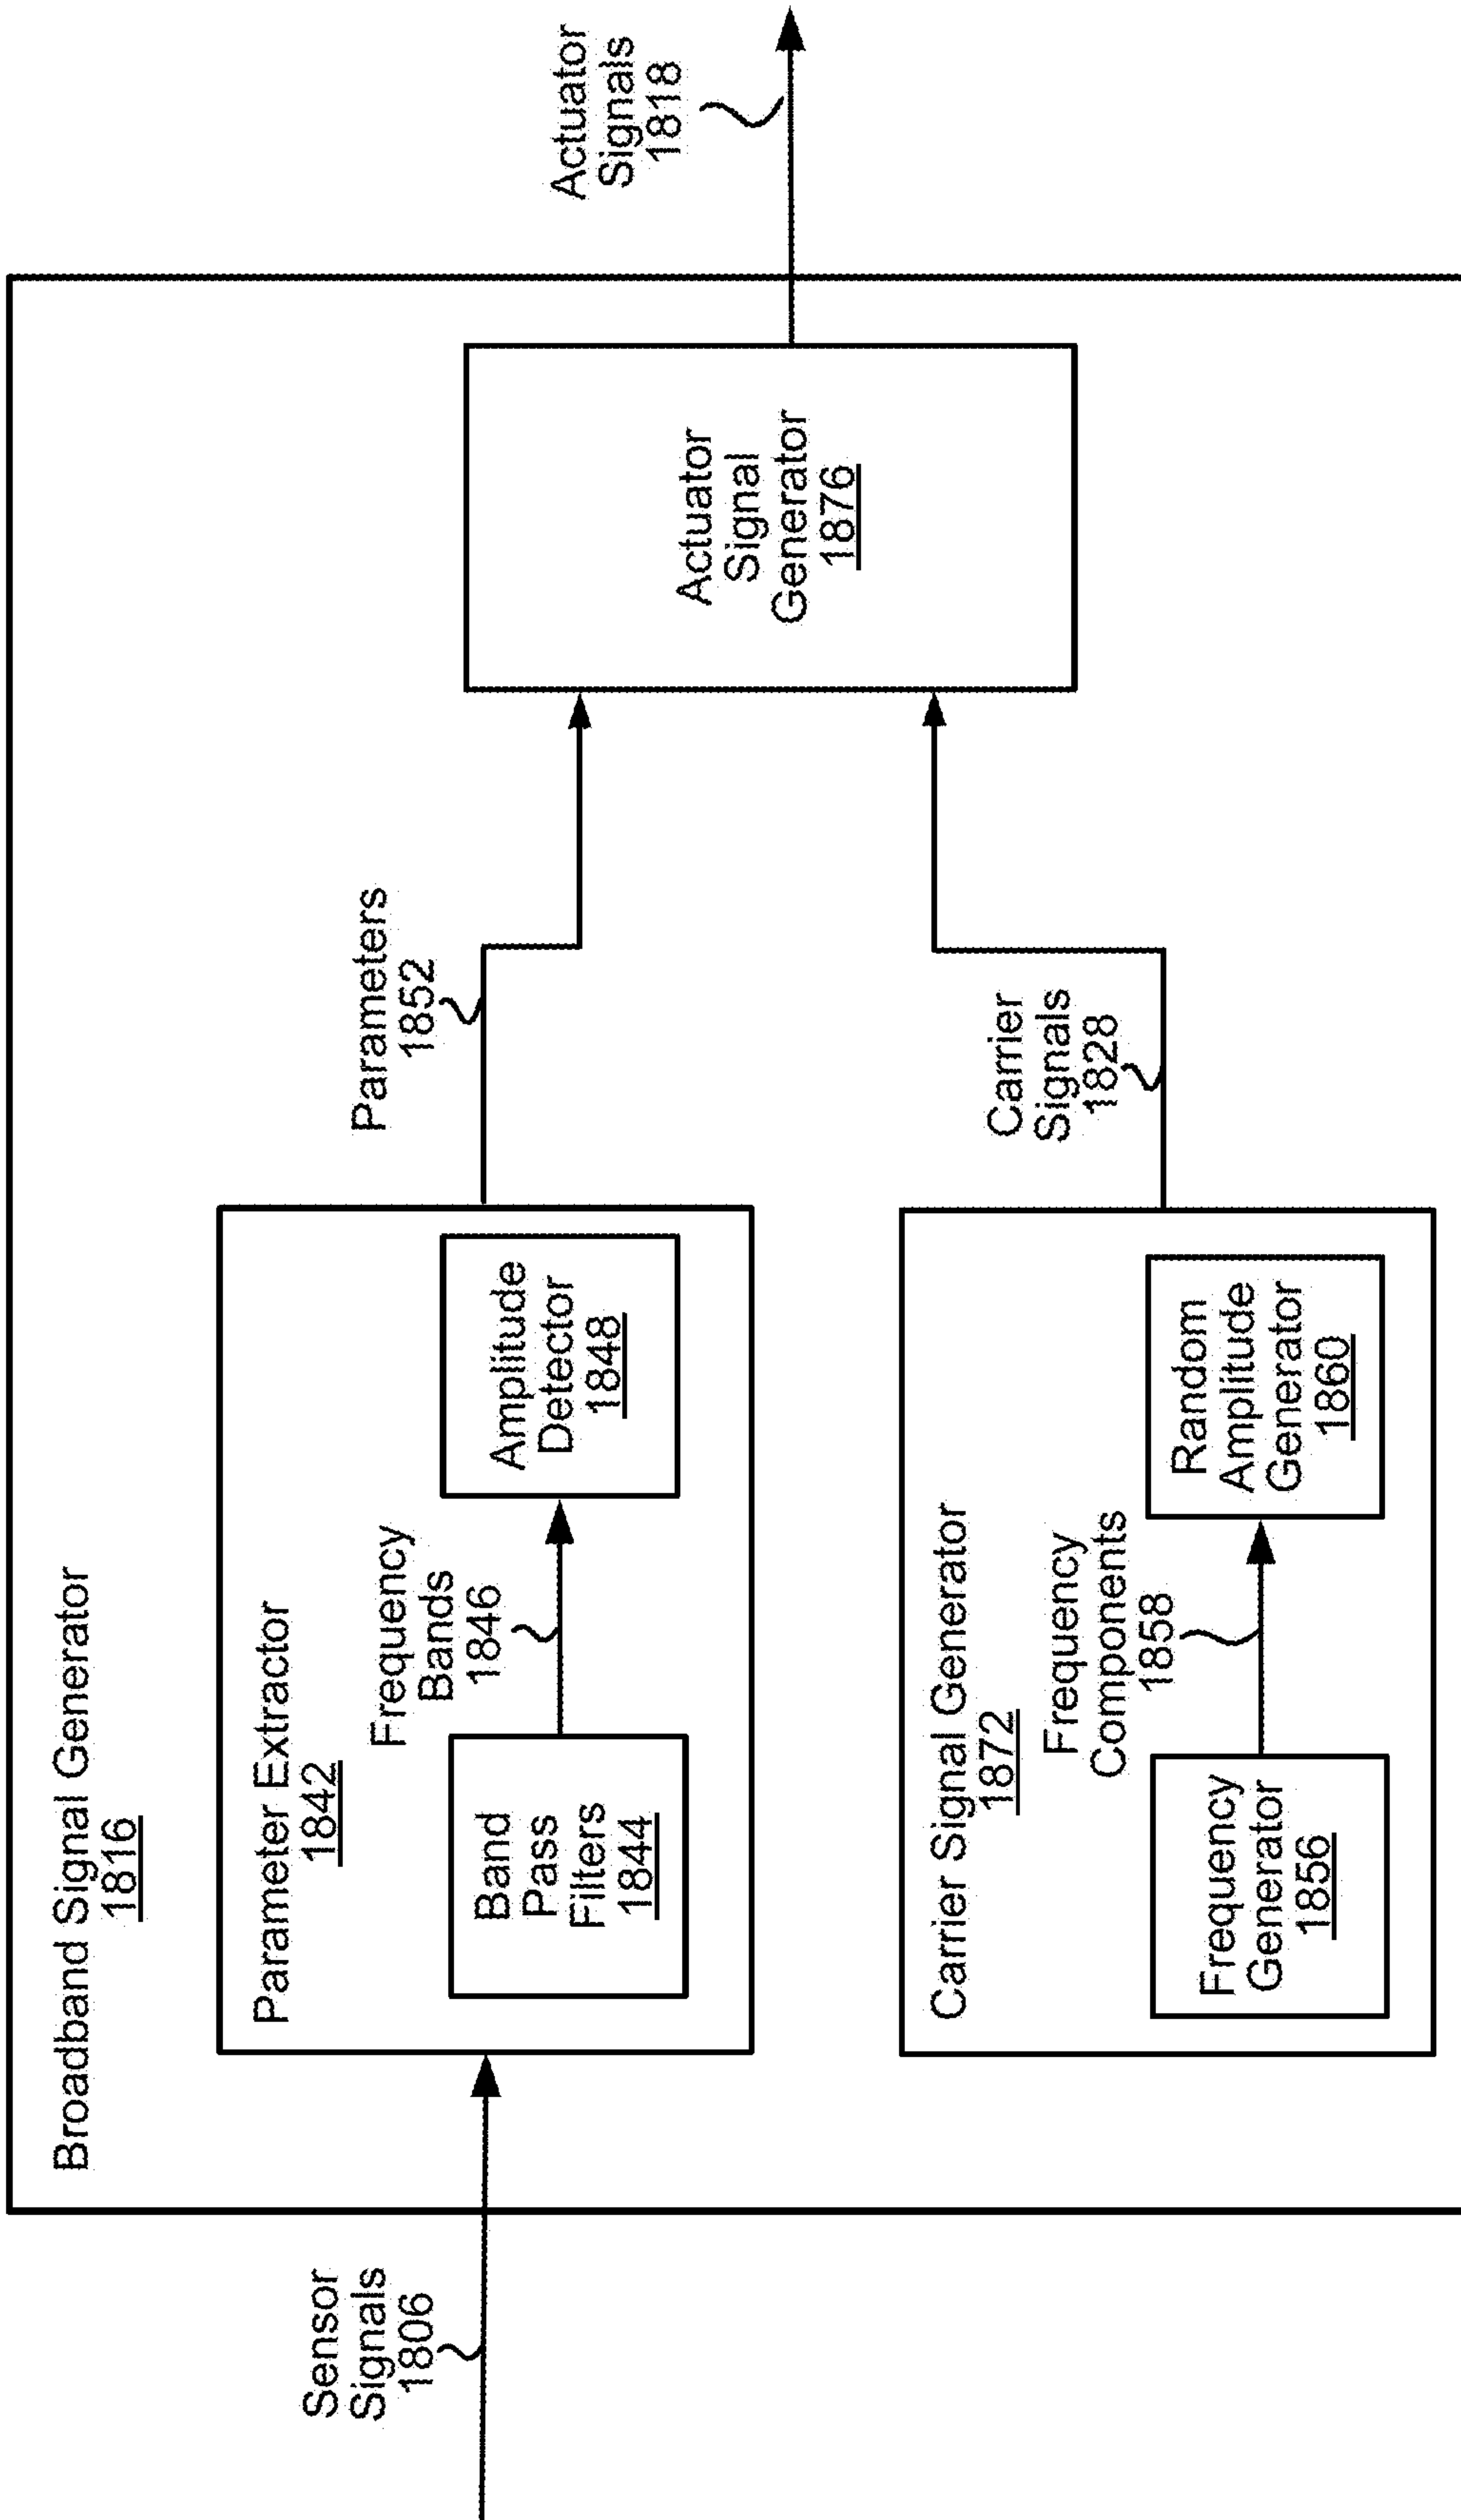 Broadband Signal Generator
1816
Sensor
Signals
1806
Parameter Extractor
1842
Band
Pass
Filters
1844
Frequency
Bands
1846
Amplitude
Detector
1848
Parameters
1852
Carrier Signal Generator
1872
Frequency
Generator
1856
Frequency
Components
1858
Random
Amplitude
Generator
1860
Carrier
Signals
1828
Actuator
Signal
Generator
1876
Actuator
Signals
1818